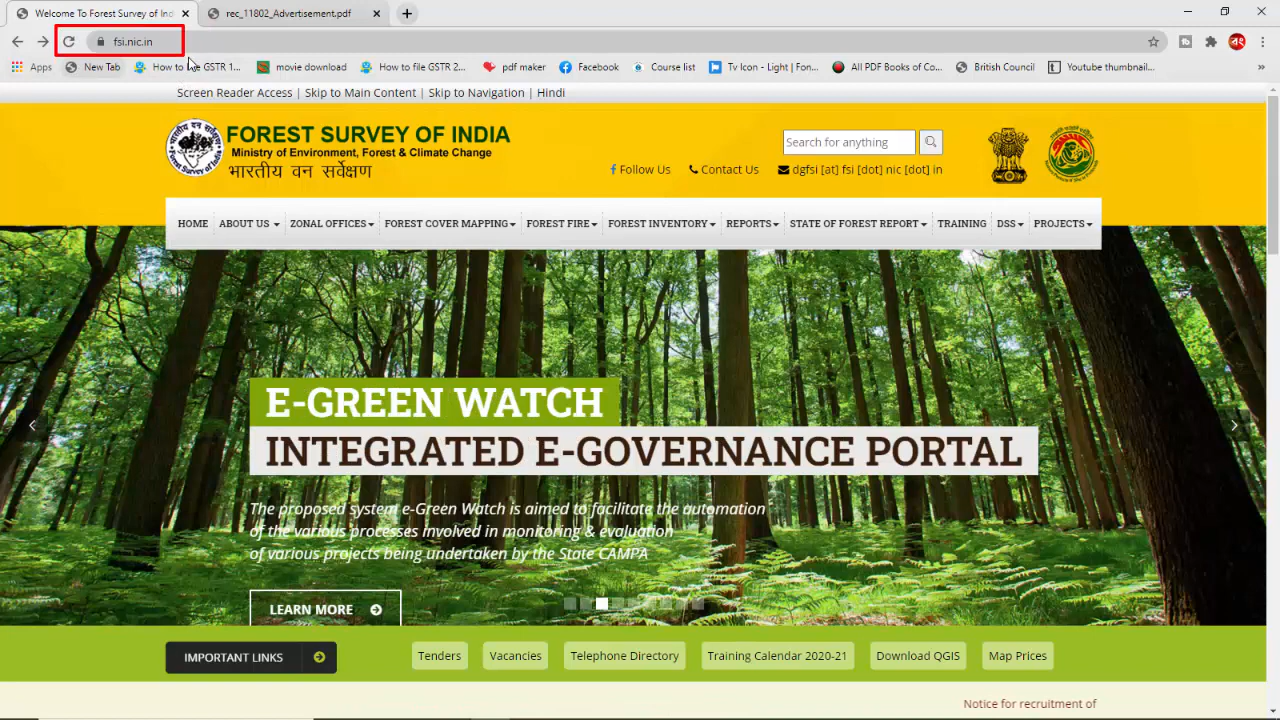 Welcome To Forest Survey of Ind
rec_11802_Advertisement.pdf
fsi.nic.in
Apps
New Tab
How to file GSTR 1...
movie download
How to file GSTR 2...
pdf maker
Facebook
Course list
Tv Icon - Light | Fon...
All PDF Books of Co...
British Council
Youtube thumbnail...
Screen Reader Access | Skip to Main Content | Skip to Navigation | Hindi
FOREST SURVEY OF INDIA
Ministry of Environment, Forest & Climate Change
भारतीय वन सर्वेक्षण
Search for anything
Follow Us
Contact Us
dgfsi [at] fsi [dot] nic [dot] in
HOME
ABOUT US
ZONAL OFFICES
FOREST COVER MAPPING
FOREST FIRE
FOREST INVENTORY
REPORTS
STATE OF FOREST REPORT
TRAINING
DSS
PROJECTS
E-GREEN WATCH
INTEGRATED E-GOVERNANCE PORTAL
The proposed system e-Green Watch is aimed to facilitate the automation
of the various processes mvolved in monitoring & evaluation
of various projects being undertaken by the State CAMPA
LEARN MORE
IMPORTANT LINKS
Tenders
Vacancies
Telephone Directory
Training Calendar 2020-21
Download QGIS
Map Prices
Notice for recruitment of